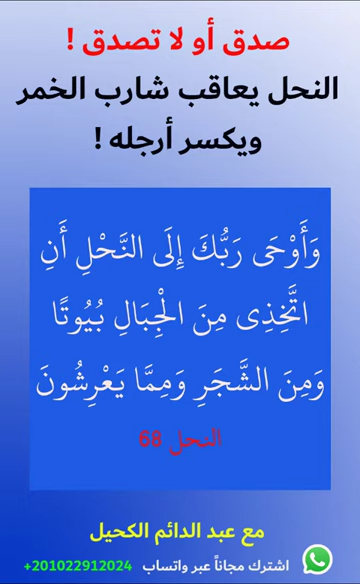 صدق أو لا تصدق !
النحل يعاقب شارب الخمر
ويكسر أرجله !
وَأَوْحَى رَبُّكَ إِلَى النَّحْلِ أَنِ
اتَّخِذِى مِنَ الْجِبَالِ بُيُوتًا
وَمِنَ الشَّجَرِ وَمِمَّا يَعْرِشُونَ
النحل 68
مع عبد الدائم الكحيل
اشترك مجاناً عبر واتساب +201022912024